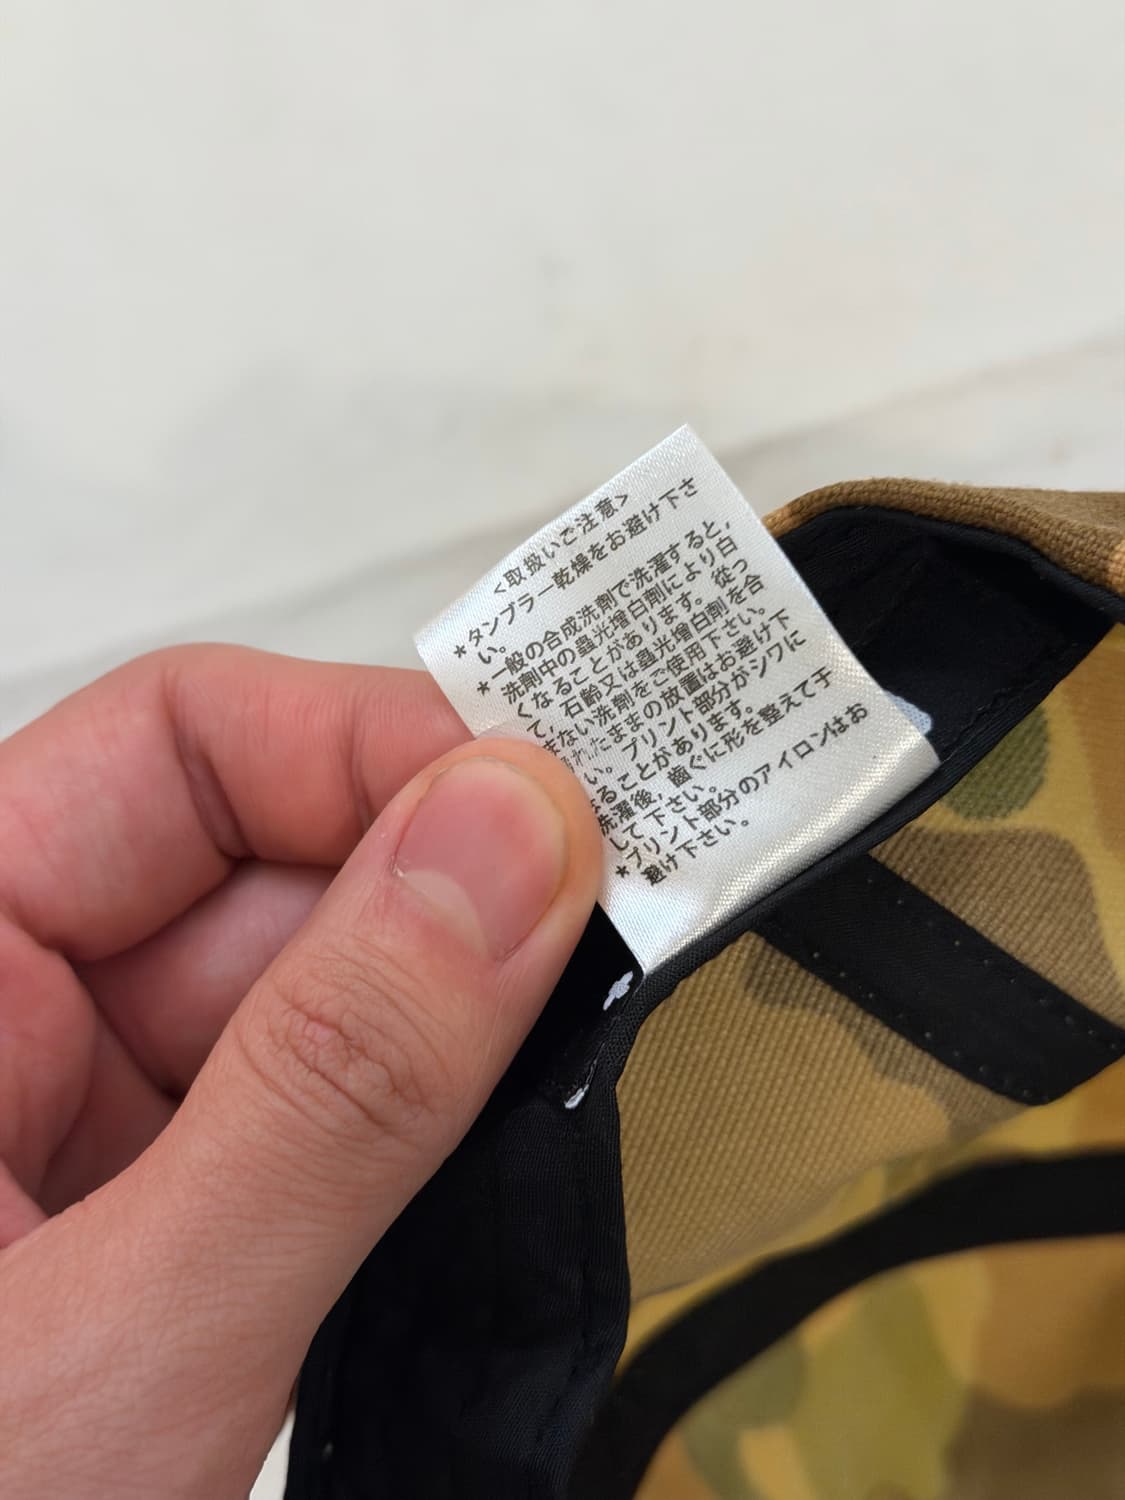 <取扱いご注意>
*タンブラー乾燥をお避け下さ
い。
*一般の合成洗剤で洗濯すると,
洗剤中の蟲光増白剤により白
くなることがあります。従っ
て, 石齢又は蟲光增白剤を合
まない洗剤をご使用下さい。
濡れたままの放置はお避け下
い。プリント部分がシワに
なることがあります。
洗濯後, 齒ぐに形を整えて干
して下さい。
*プリント部分のアイロンはお
避け下さい。